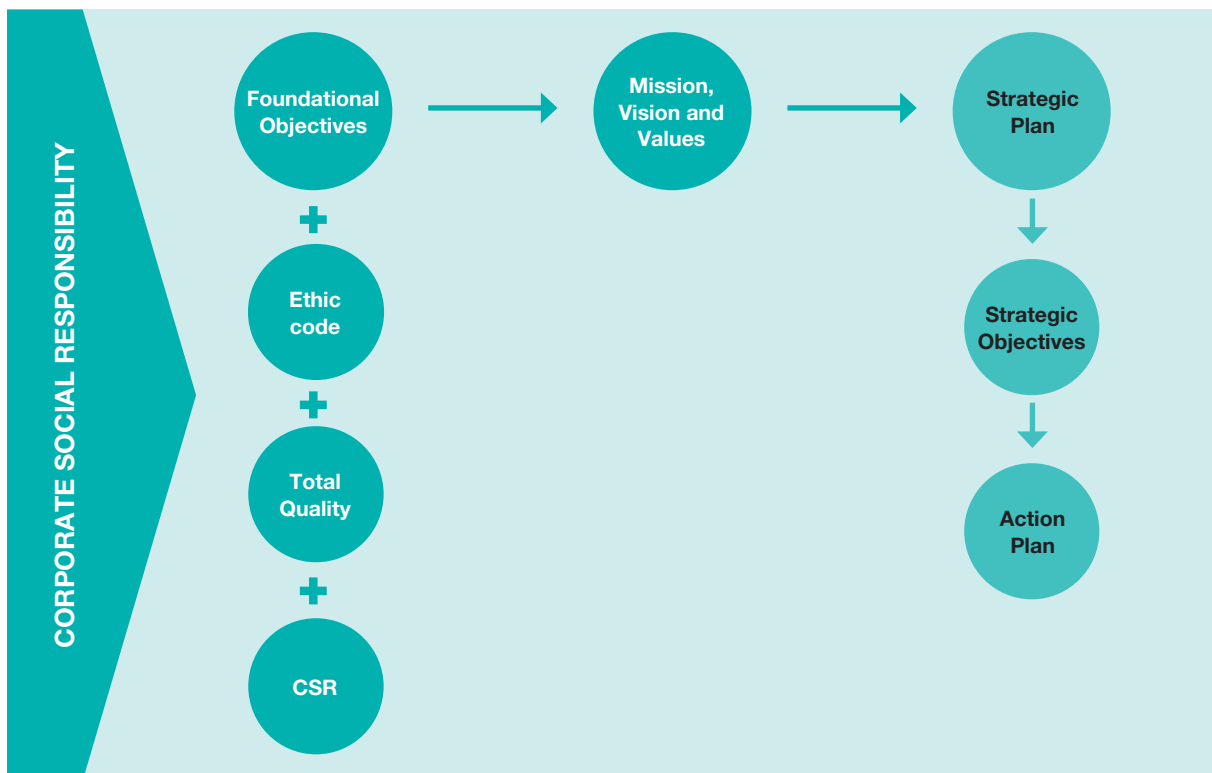 CORPORATE SOCIAL RESPONSIBILITY
Foundational
Objectives
Mission,
Vision and
Values
Strategic
Plan
Ethic
code
Strategic
Objectives
Total
Quality
Action
Plan
CSR